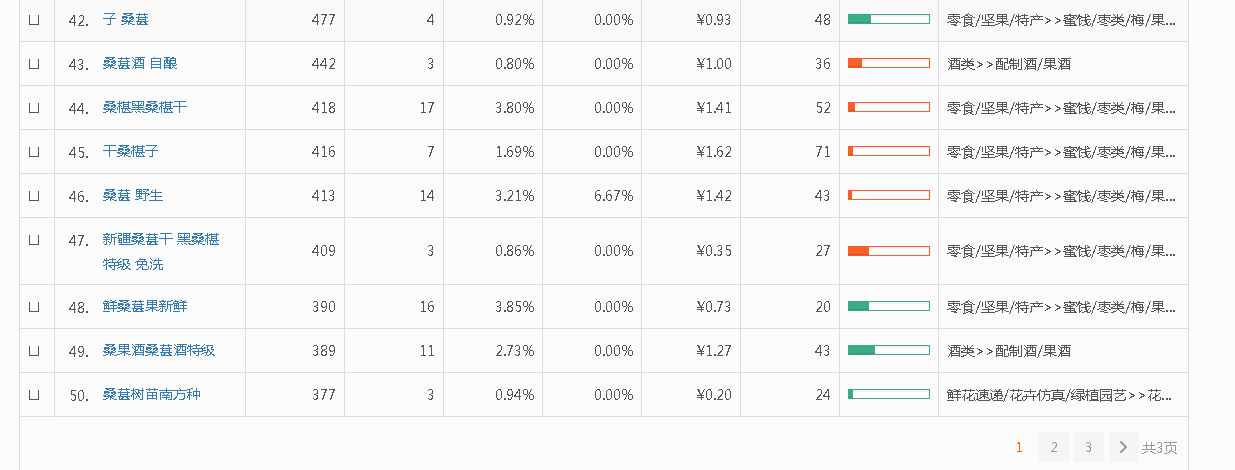 42. 子 桑葚 477 4 0.92% 0.00% ¥0.93 48 零食/坚果/特产>>蜜饯/枣类/梅/果...
43. 桑葚酒 自酿 442 3 0.80% 0.00% ¥1.00 36 酒类>>配制酒/果酒
44. 桑椹黑桑椹干 418 17 3.80% 0.00% ¥1.41 52 零食/坚果/特产>>蜜饯/枣类/梅/果...
45. 干桑椹子 416 7 1.69% 0.00% ¥1.62 71 零食/坚果/特产>>蜜饯/枣类/梅/果...
46. 桑葚 野生 413 14 3.21% 6.67% ¥1.42 43 零食/坚果/特产>>蜜饯/枣类/梅/果...
47. 新疆桑葚干 黑桑椹
特级 免洗 409 3 0.86% 0.00% ¥0.35 27 零食/坚果/特产>>蜜饯/枣类/梅/果...
48. 鲜桑葚果新鲜 390 16 3.85% 0.00% ¥0.73 20 零食/坚果/特产>>蜜饯/枣类/梅/果...
49. 桑果酒桑葚酒特级 389 11 2.73% 0.00% ¥1.27 43 酒类>>配制酒/果酒
50. 桑葚树苗南方种 377 3 0.94% 0.00% ¥0.20 24 鲜花速递/花卉仿真/绿植园艺>>花...
1 2 3 > 共3页